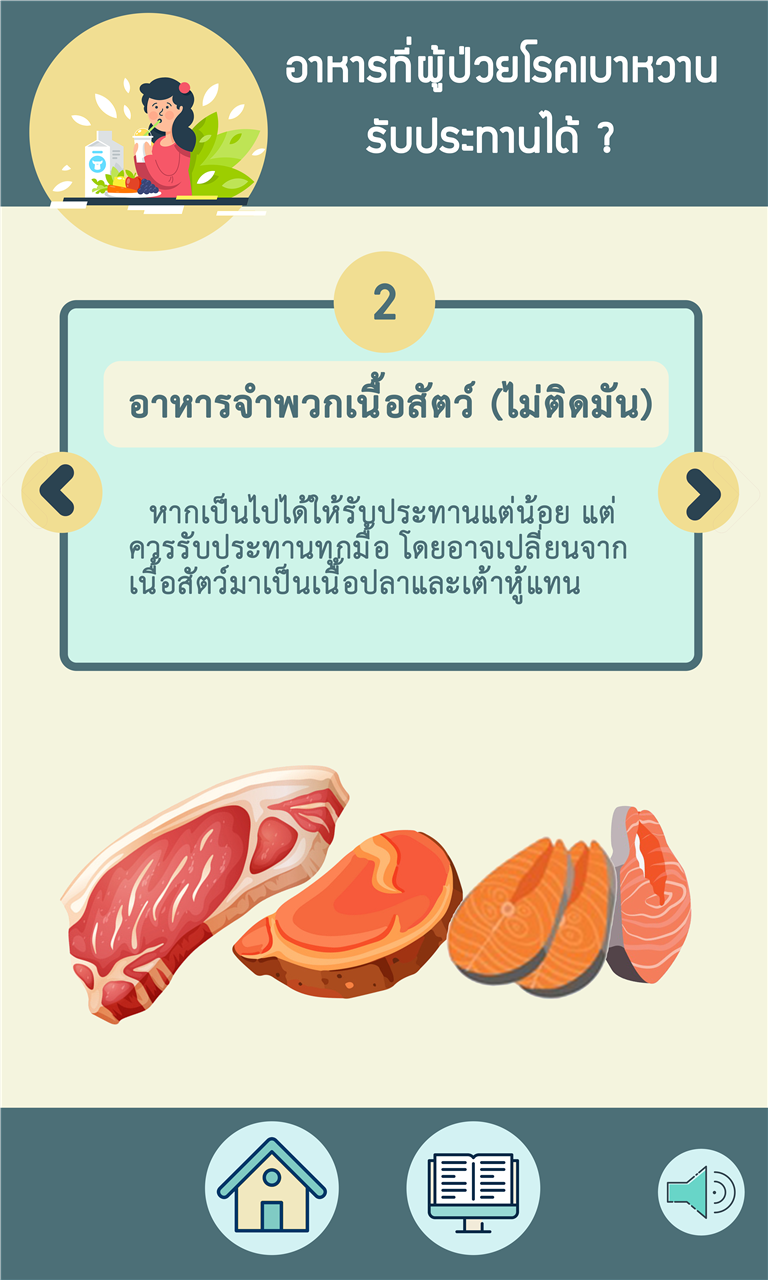 อาหารที่ผู้ป่วยโรคเบาหวาน
รับประทานได้ ?
2
อาหารจำพวกเนื้อสัตว์ (ไม่ติดมัน)
หากเป็นไปได้ให้รับประทานแต่น้อย แต่
ควรรับประทานทุกมื้อ โดยอาจเปลี่ยนจาก
เนื้อสัตว์มาเป็นเนื้อปลาและเต้าหู้แทน